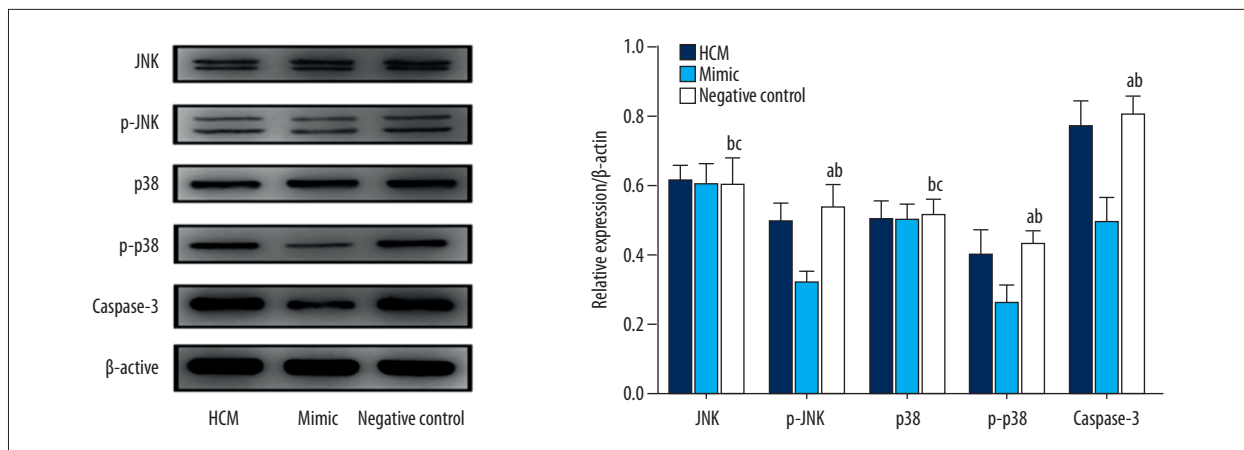 JNK
p-JNK
p38
p-p38
Caspase-3
β-active
HCM Mimic Negative control
Relative expression/β-actin
1.0
0.8
0.6
0.4
0.2
0.0
HCM
Mimic
Negative control
bc
ab
bc
ab
ab
JNK p-JNK p38 p-p38 Caspase-3